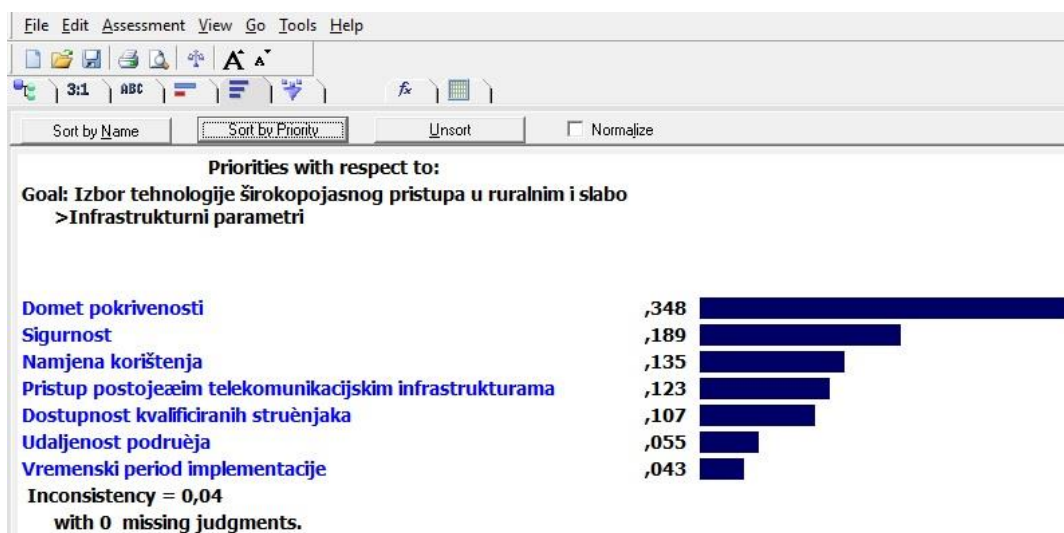 File Edit Assessment View Go Tools Help
A A
3:1 ABC fx
Sort by Name Sort by Priority Unsort Normalize
Priorities with respect to:
Goal: Izbor tehnologije širokopojasnog pristupa u ruralnim i slabo
>Infrastrukturni parametri
Domet pokrivenosti ,348
Sigurnost ,189
Namjena korištenja ,135
Pristup postojeæim telekomunikacijskim infrastrukturama ,123
Dostupnost kvalificiranih struènjaka ,107
Udaljenost podruèja ,055
Vremenski period implementacije ,043
Inconsistency = 0,04
with 0 missing judgments.